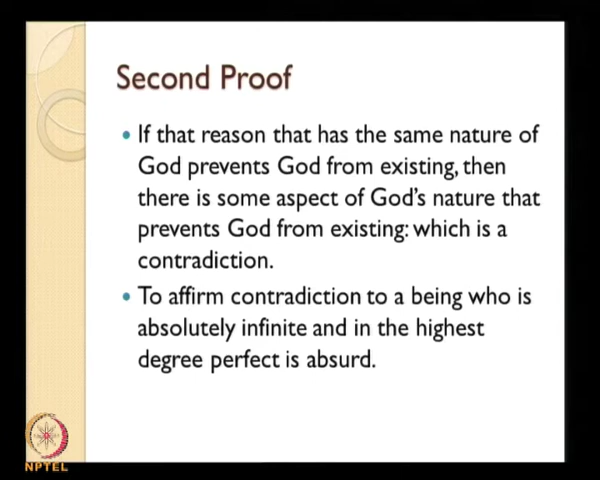 Second Proof
If that reason that has the same nature of
God prevents God from existing, then
there is some aspect of God's nature that
prevents God from existing: which is a
contradiction.
To affirm contradiction to a being who is
absolutely infinite and in the highest
degree perfect is absurd.
NPTEL